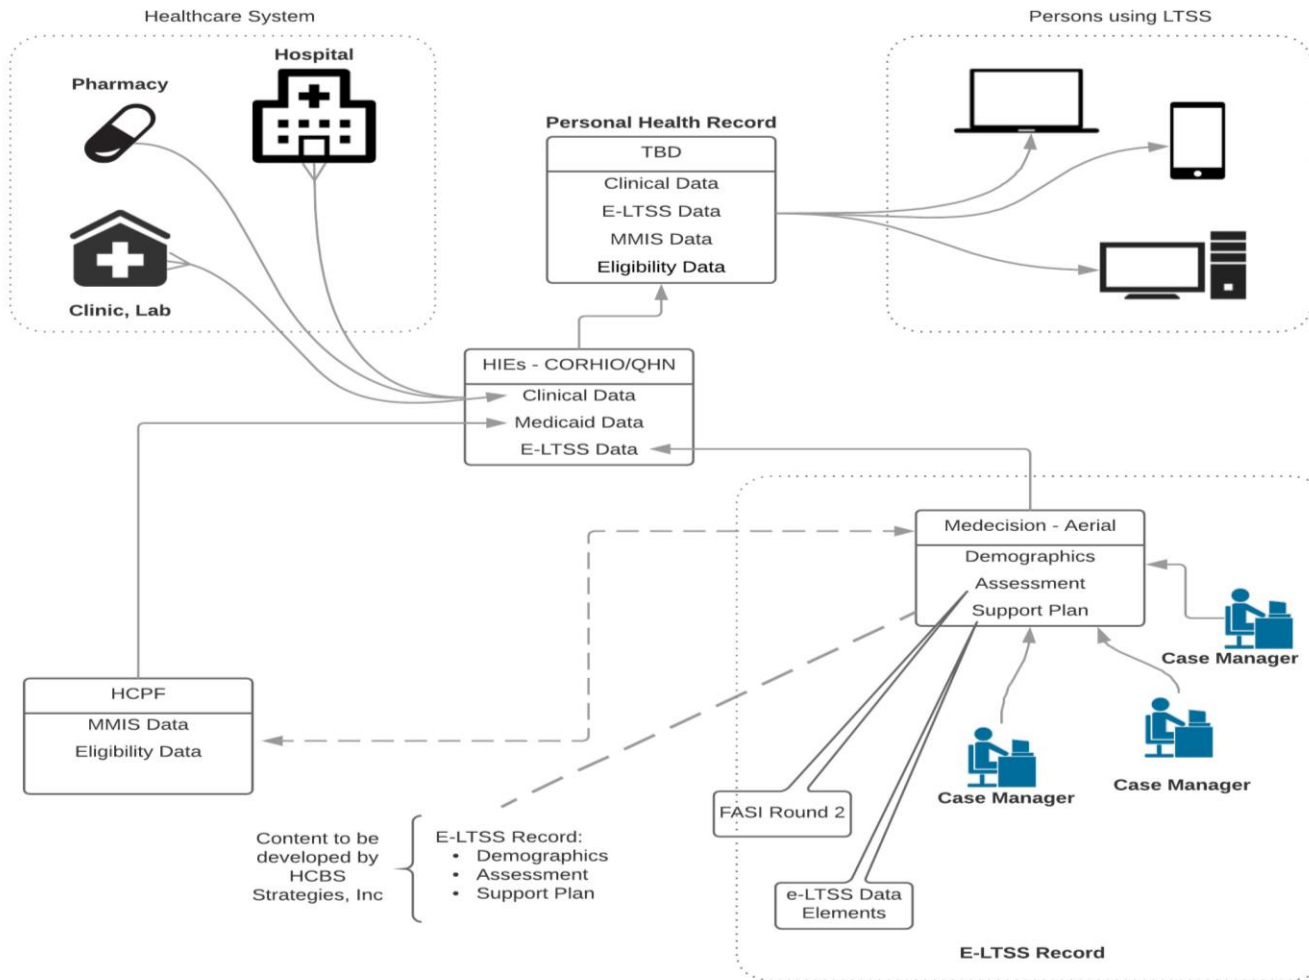 Healthcare System
Persons using LTSS
Hospital
Pharmacy
Clinic, Lab
Personal Health Record
TBD
Clinical Data
E-LTSS Data
MMIS Data
Eligibility Data
HIEs - CORHIO/QHN
Clinical Data
Medicaid Data
E-LTSS Data
Medecision - Aerial
Demographics
Assessment
Support Plan
Case Manager
Case Manager
Case Manager
HCPF
MMIS Data
Eligibility Data
FASI Round 2
e-LTSS Data
Elements
E-LTSS Record
Content to be
developed by
HCBS
Strategies, Inc
E-LTSS Record:
• Demographics
• Assessment
• Support Plan